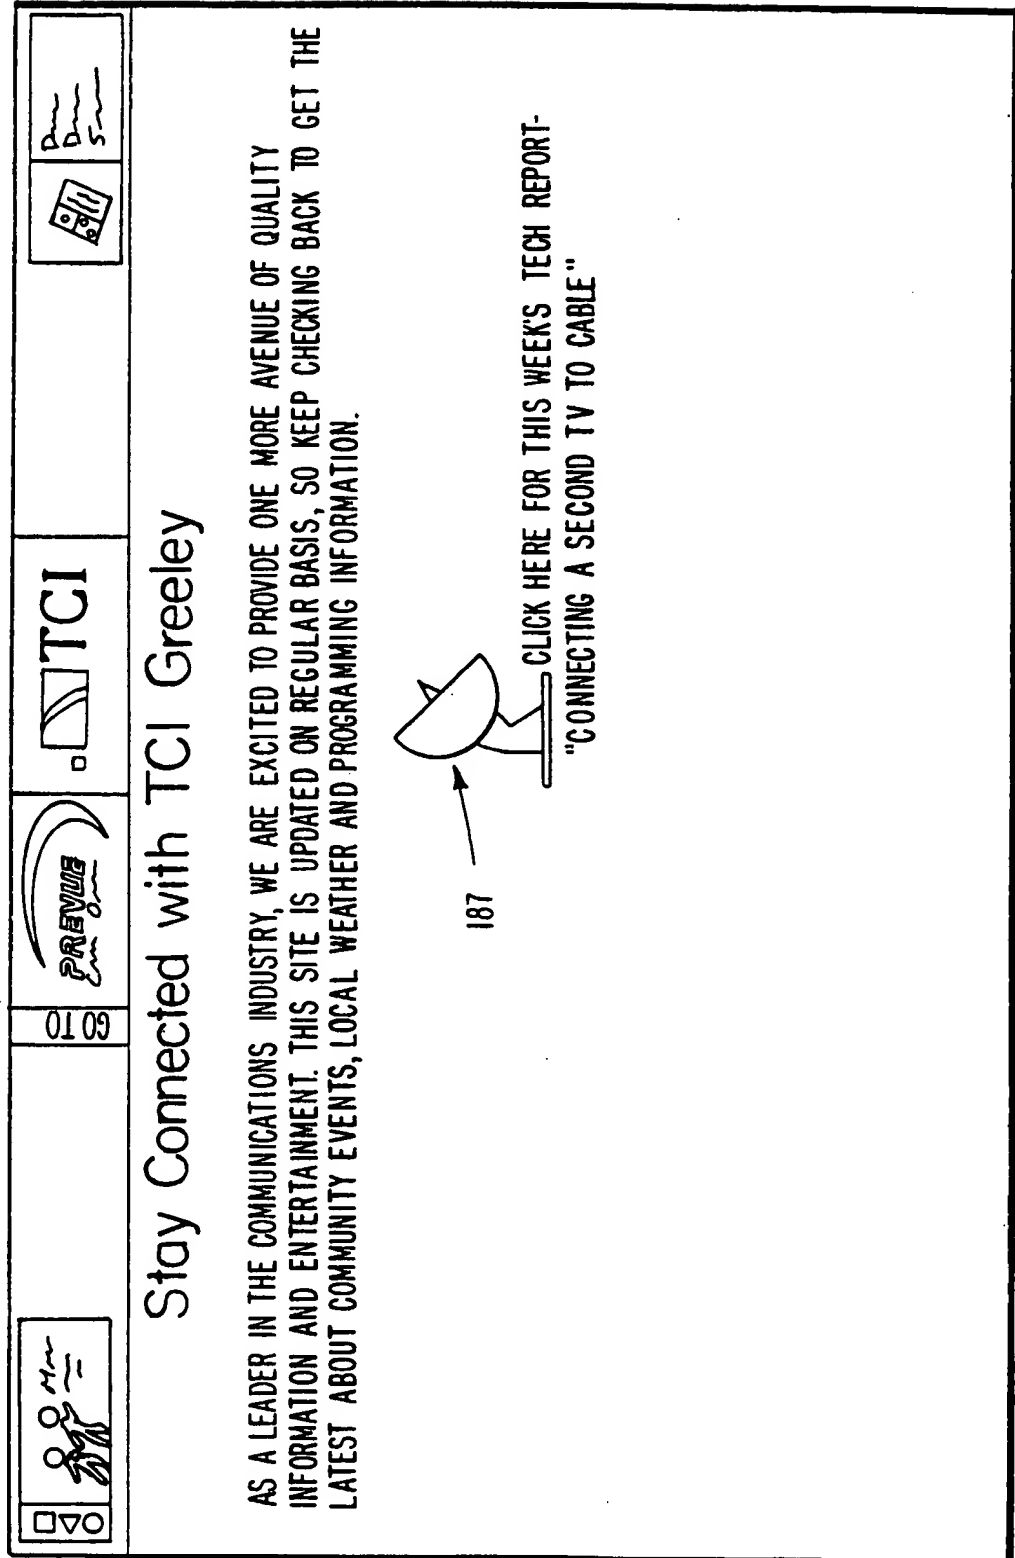 GO TO
PREVUE
TCI
Stay Connected with TCI Greeley
AS A LEADER IN THE COMMUNICATIONS INDUSTRY, WE ARE EXCITED TO PROVIDE ONE MORE AVENUE OF QUALITY
INFORMATION AND ENTERTAINMENT. THIS SITE IS UPDATED ON REGULAR BASIS, SO KEEP CHECKING BACK TO GET THE
LATEST ABOUT COMMUNITY EVENTS, LOCAL WEATHER AND PROGRAMMING INFORMATION.
187
CLICK HERE FOR THIS WEEK'S TECH REPORT-
"CONNECTING A SECOND TV TO CABLE"